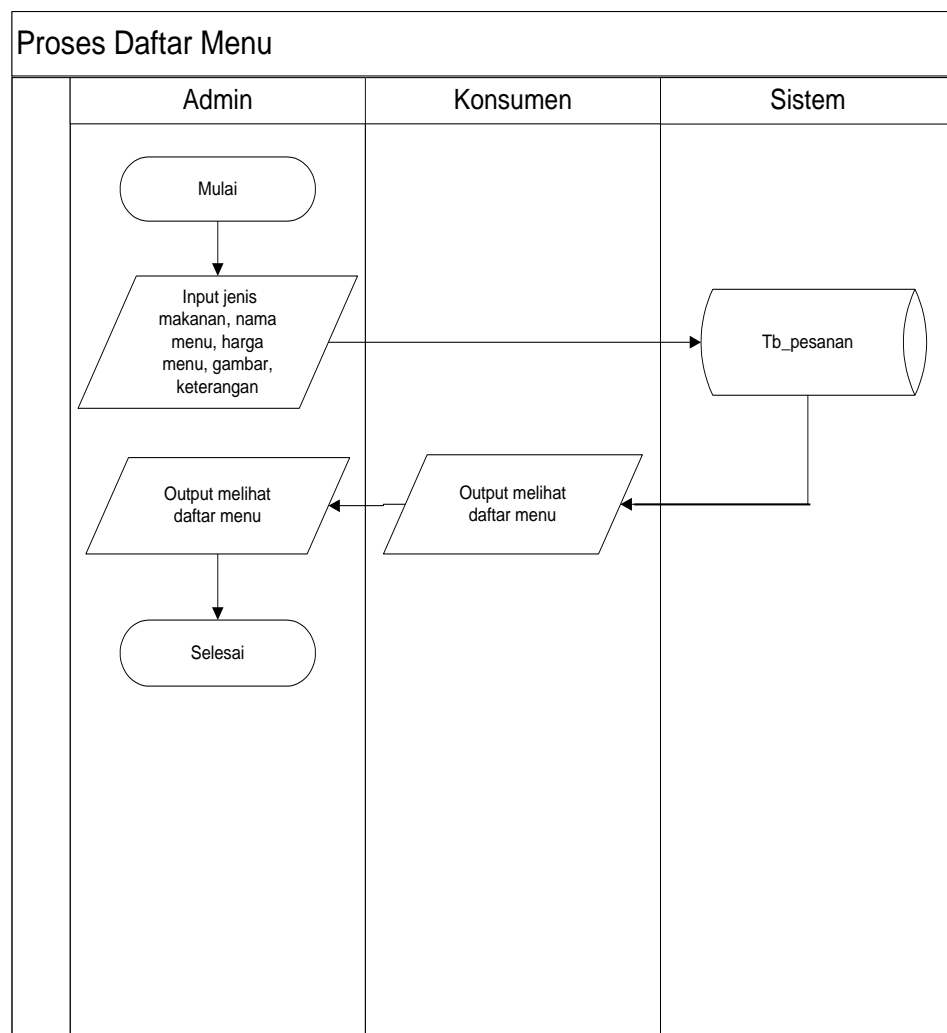 Proses Daftar Menu
Admin
Konsumen
Sistem
Mulai
Input jenis
makanan, nama
menu, harga
menu, gambar,
keterangan
Tb_pesanan
Output melihat
daftar menu
Output melihat
daftar menu
Selesai